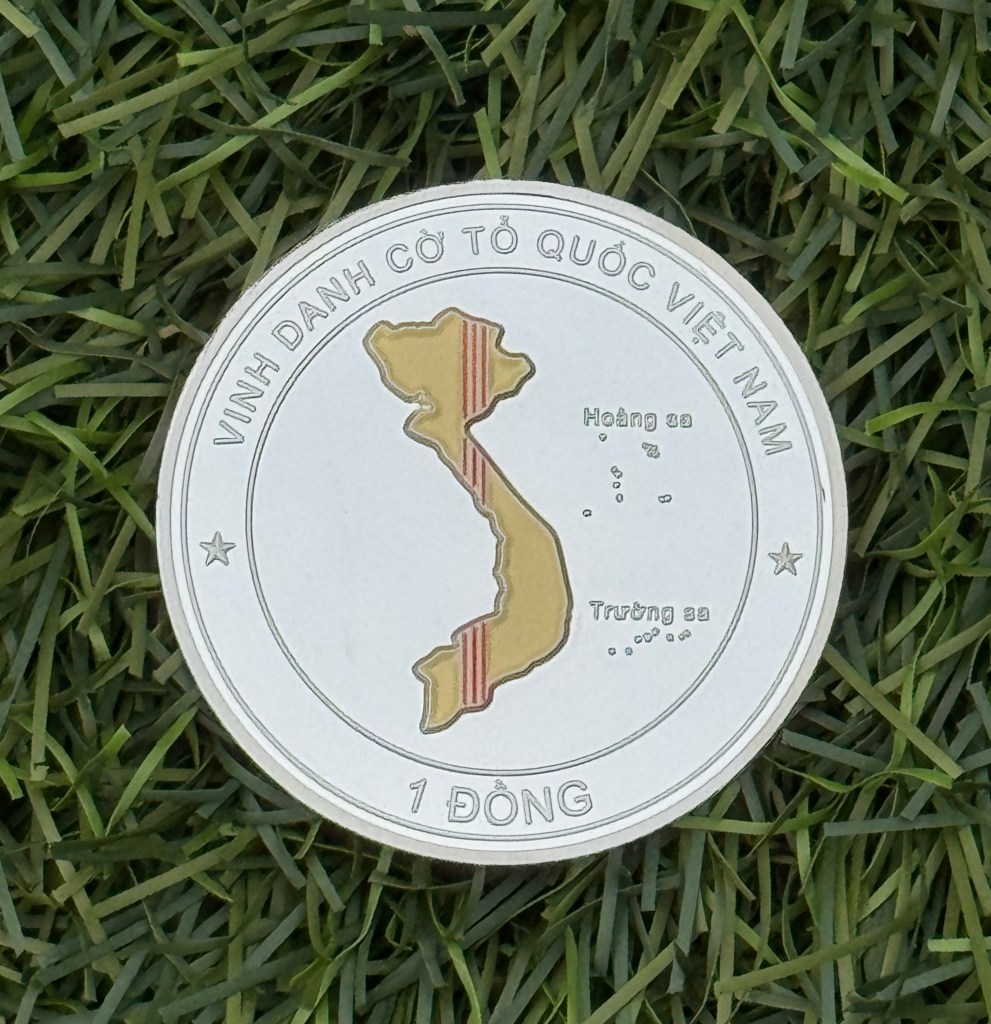 VINH DANH CỜ TỔ QUỐC VIỆT NAM
Hoàng sa
Trường sa
1 ĐỒNG